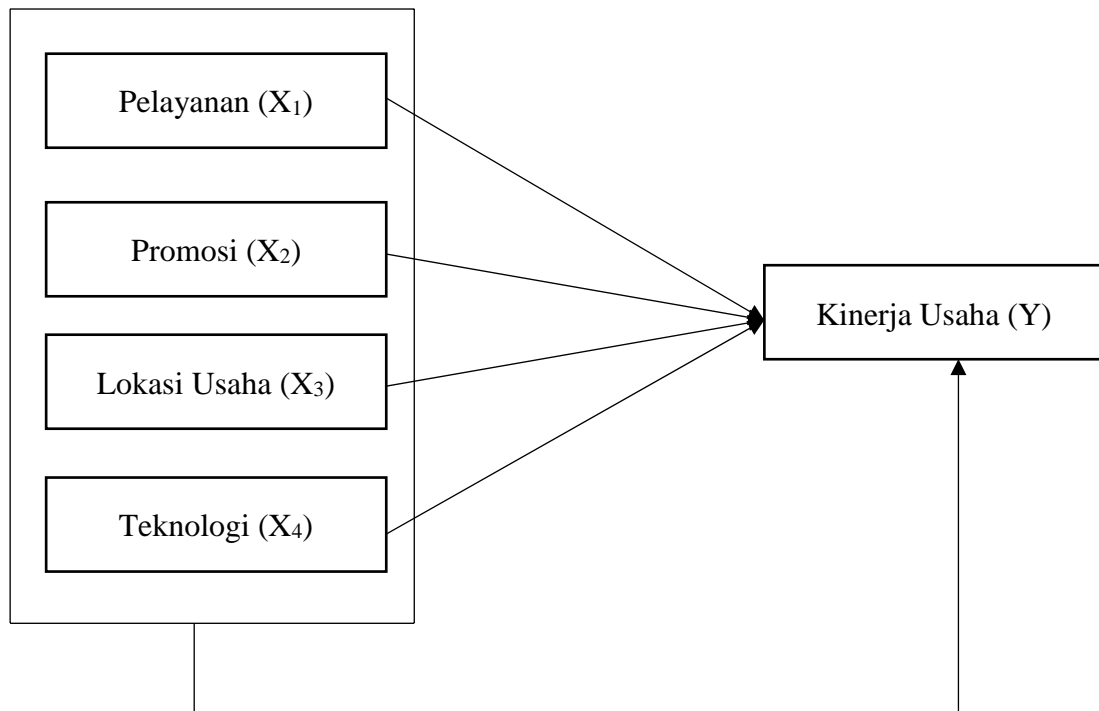 Pelayanan (X₁)
Promosi (X₂)
Kinerja Usaha (Y)
Lokasi Usaha (X₃)
Teknologi (X₄)